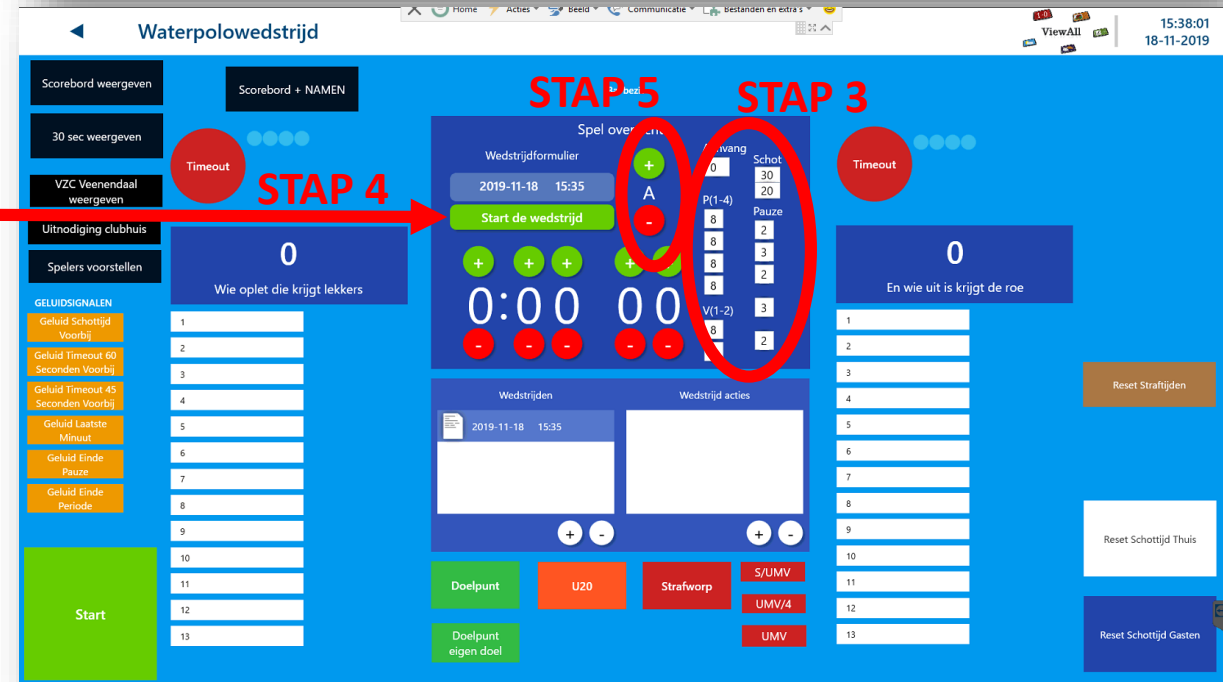 Home Acties Beeld Communicatie Bestanden en extra's
Waterpolowedstrijd
ViewAll
15:38:01
18-11-2019
Scorebord weergeven
Scorebord + NAMEN
30 sec weergeven
VZC Veenendaal
weergeven
Uitnodiging clubhuis
Spelers voorstellen
GELUIDSIGNALEN
Geluid Schottijd
Voorbij
Geluid Timeout 60
Seconden Voorbij
Geluid Timeout 45
Seconden Voorbij
Geluid Laatste
Minuut
Geluid Einde
Pauze
Geluid Einde
Periode
Start
Timeout
STAP 4
0
Wie oplet die krijgt lekkers
1
2
3
4
5
6
7
8
9
10
11
12
13
STAP 5
STAP 3
Spel
Wedstrijdformulier
2019-11-18 15:35
Start de wedstrijd
+
A
-
+ + + + +
0:00 00
- - - - -
0
Schot
30
20
P(1-4)
8
8
8
8
Pauze
2
3
2
3
2
V(1-2)
8
Wedstrijden
2019-11-18 15:35
+ -
Wedstrijd acties
+ -
Doelpunt
U20
Strafworp
S/UMV
UMV/4
UMV
Doelpunt
eigen doel
Timeout
0
En wie uit is krijgt de roe
1
2
3
4
5
6
7
8
9
10
11
12
13
Reset Straftijden
Reset Schottijd Thuis
Reset Schottijd Gasten